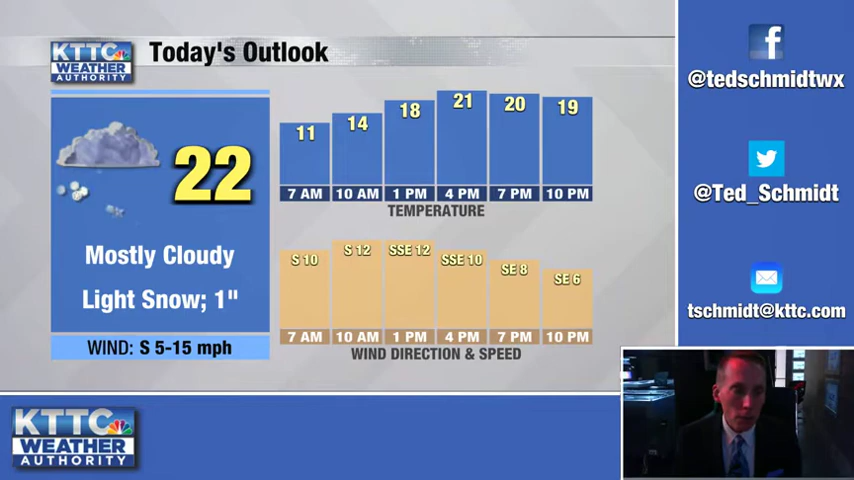 KTTC
WEATHER
AUTHORITY
Today's Outlook
22
Mostly Cloudy
Light Snow; 1"
WIND: S 5-15 mph
11 14 18 21 20 19
7 AM 10 AM 1 PM 4 PM 7 PM 10 PM
TEMPERATURE
S 10 S 12 SSE 12 SSE 10 SE 8 SE 6
7 AM 10 AM 1 PM 4 PM 7 PM 10 PM
WIND DIRECTION & SPEED
@tedschmidtwx
@Ted_Schmidt
tschmidt@kttc.com
KTTC
WEATHER
AUTHORITY